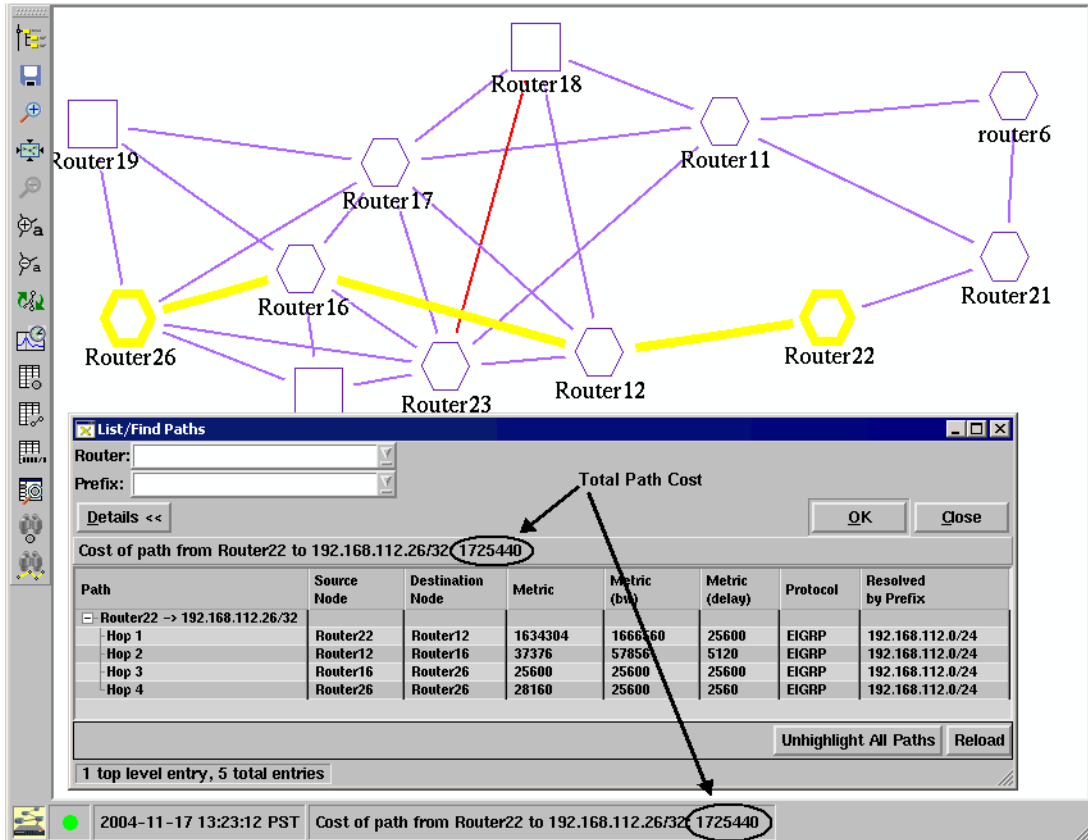 Router18
Router19
Router17
Router11
router6
Router16
Router21
Router26
Router22
Router12
Router23
a
a
List/Find Paths
Router:
Prefix:
Total Path Cost
Details <<
OK
Close
Cost of path from Router22 to 192.168.112.26/32: 1725440
Path Source Node Destination Node Metric Metric (bw) Metric (delay) Protocol Resolved by Prefix
Router22 -> 192.168.112.26/32
Hop 1 Router22 Router12 1634304 1666560 25600 EIGRP 192.168.112.0/24
Hop 2 Router12 Router16 37376 57856 5120 EIGRP 192.168.112.0/24
Hop 3 Router16 Router26 25600 25600 25600 EIGRP 192.168.112.0/24
Hop 4 Router26 Router26 28160 25600 2560 EIGRP 192.168.112.0/24
Unhighlight All Paths Reload
1 top level entry, 5 total entries
2004-11-17 13:23:12 PST Cost of path from Router22 to 192.168.112.26/32: 1725440